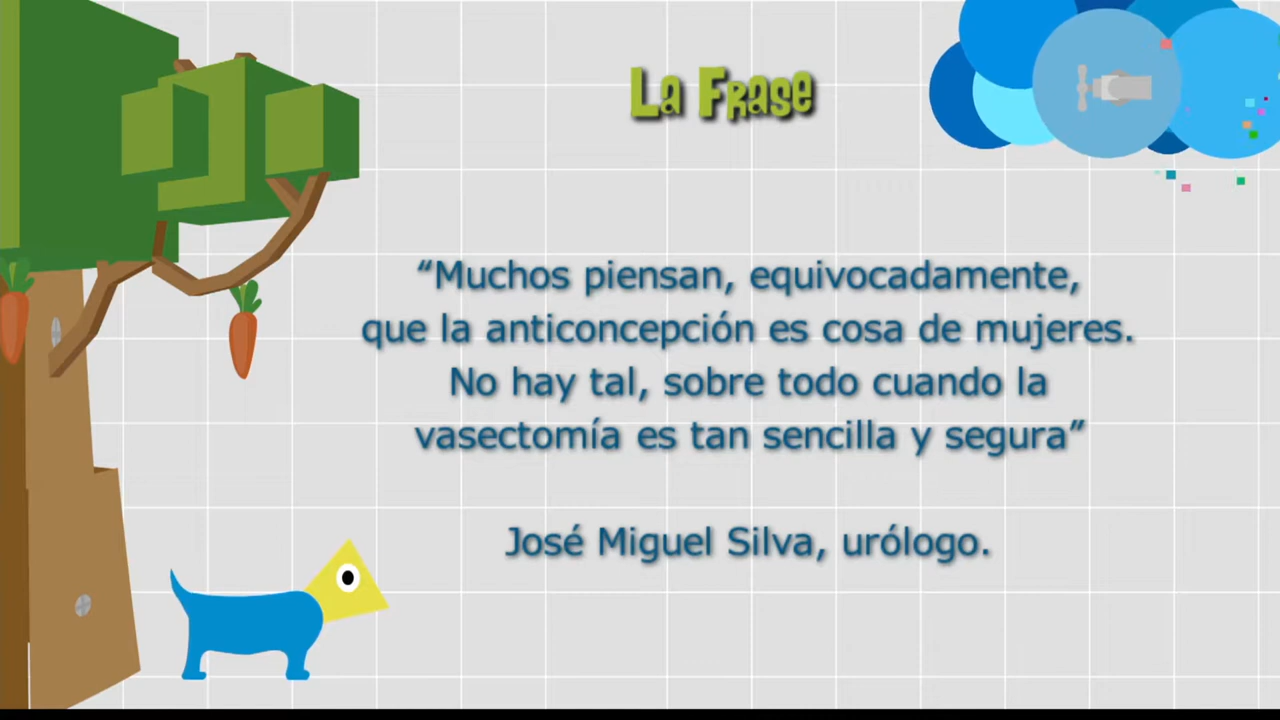 La Frase
“Muchos piensan, equivocadamente,
que la anticoncepción es cosa de mujeres.
No hay tal, sobre todo cuando la
vasectomía es tan sencilla y segura”
José Miguel Silva, urólogo.